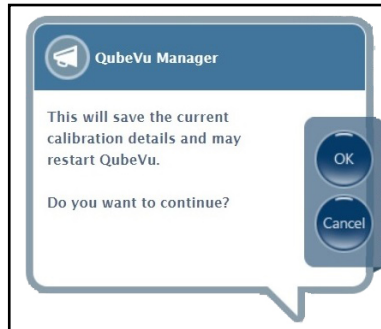 QubeVu Manager
This will save the current
calibration details and may
restart QubeVu.
Do you want to continue?
OK
Cancel